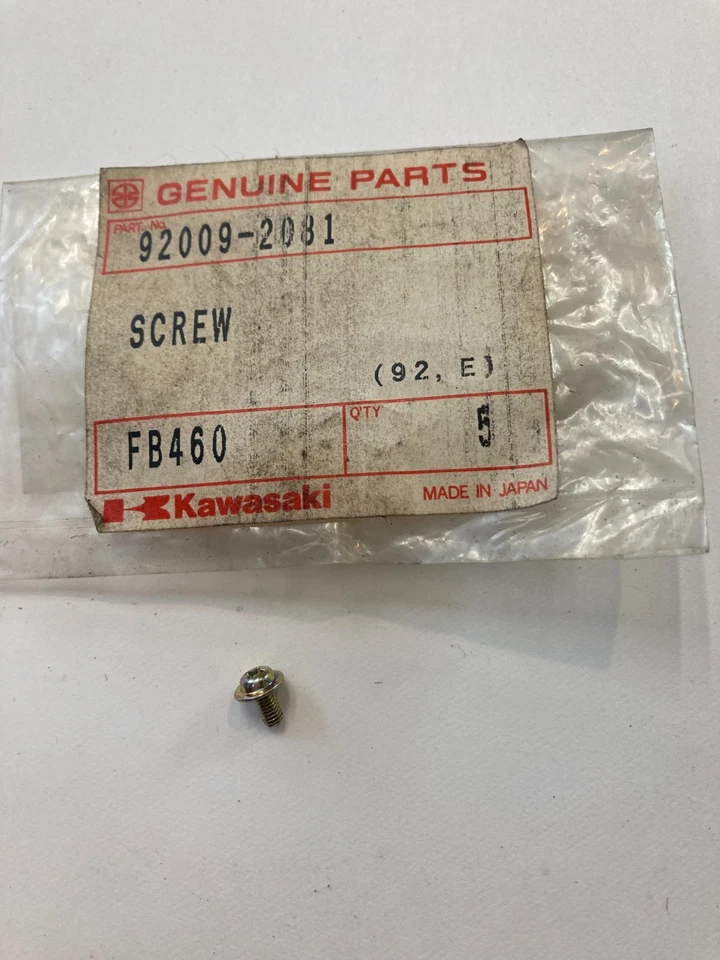 GENUINE PARTS
PART No.
92009-2081
SCREW
(92, E)
FB460
Q'TY
5
Kawasaki
MADE IN JAPAN